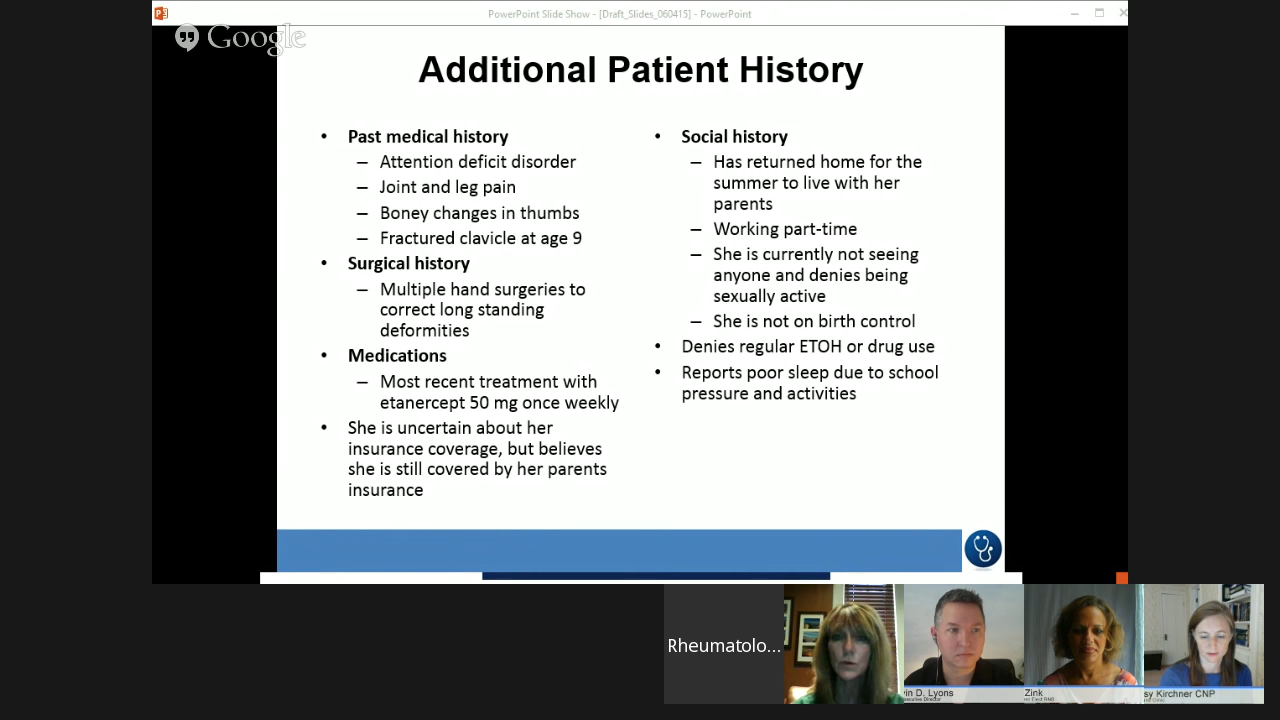 PowerPoint Slide Show - [Draft_Slides_060415] - PowerPoint
Google
Additional Patient History
• Past medical history
– Attention deficit disorder
– Joint and leg pain
– Boney changes in thumbs
– Fractured clavicle at age 9
• Surgical history
– Multiple hand surgeries to
correct long standing
deformities
• Medications
– Most recent treatment with
etanercept 50 mg once weekly
• She is uncertain about her
insurance coverage, but believes
she is still covered by her parents
insurance
• Social history
– Has returned home for the
summer to live with her
parents
– Working part-time
– She is currently not seeing
anyone and denies being
sexually active
– She is not on birth control
• Denies regular ETOH or drug use
• Reports poor sleep due to school
pressure and activities
Rheumatolo...
vin D. Lyons
Zink
sy Kirchner CNP